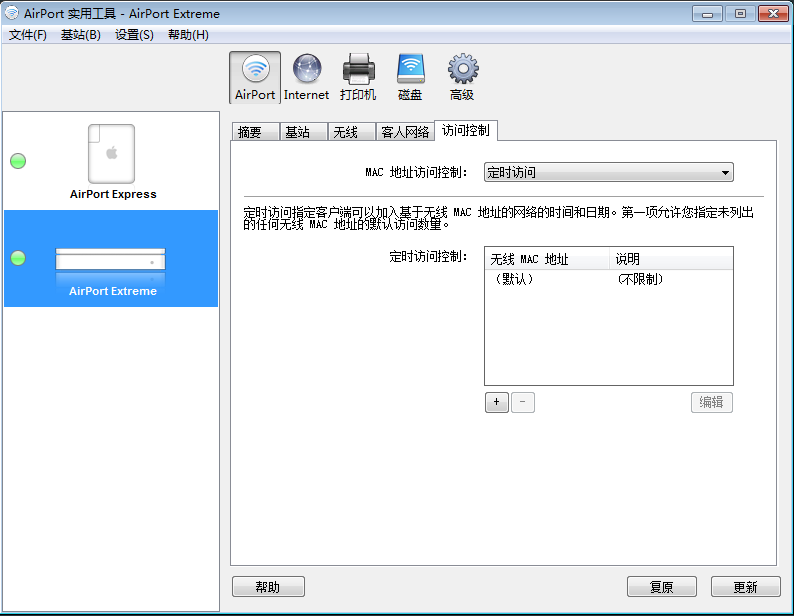 AirPort 实用工具 - AirPort Extreme
文件(F) 基站(B) 设置(S) 帮助(H)
AirPort Internet 打印机 磁盘 高级
AirPort Express
AirPort Extreme
摘要 基站 无线 客人网络 访问控制
MAC 地址访问控制: 定时访问
定时访问指定客户端可以加入基于无线 MAC 地址的网络的时间和日期。第一项允许您指定未列出
的任何无线 MAC 地址的默认访问数量。
定时访问控制:
无线 MAC 地址 说明
(默认) (不限制)
+ - 编辑
帮助 复原 更新